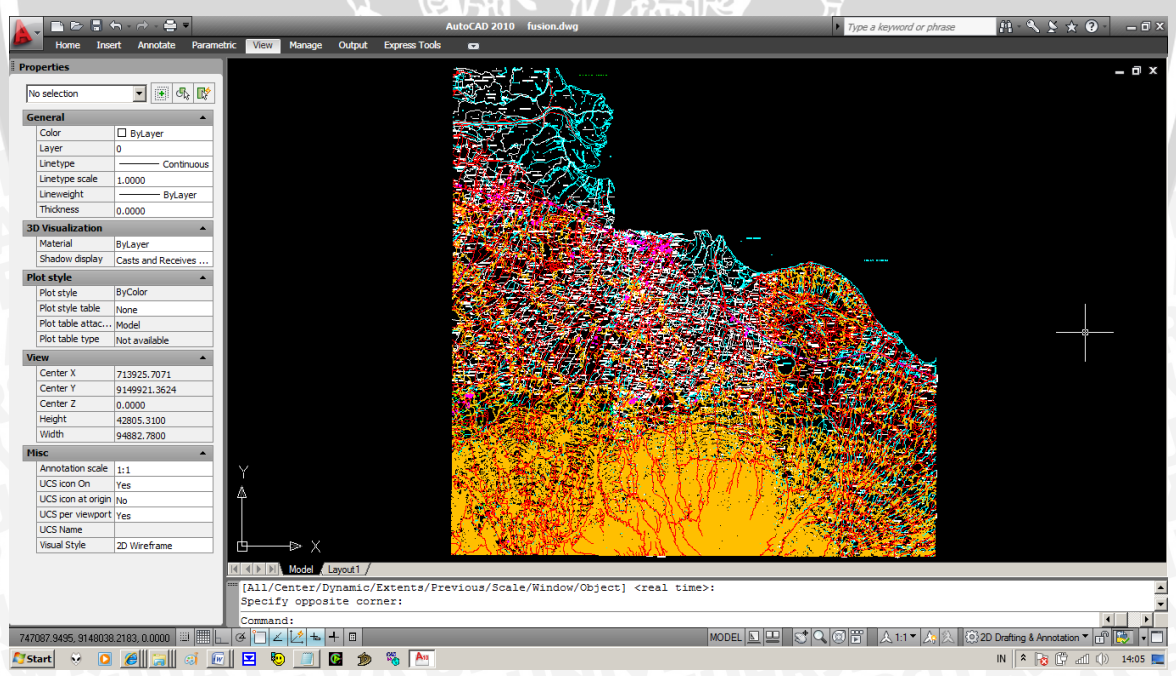 AutoCAD 2010 fusion.dwg
Type a keyword or phrase
Home Insert Annotate Parametric View Manage Output Express Tools
Properties
No selection
General
Color ByLayer
Layer 0
Linetype Continuous
Linetype scale 1.0000
Lineweight ByLayer
Thickness 0.0000
3D Visualization
Material ByLayer
Shadow display Casts and Receives ...
Plot style
Plot style ByColor
Plot style table None
Plot table attac... Model
Plot table type Not available
View
Center X 713925.7071
Center Y 9149921.3624
Center Z 0.0000
Height 42805.3100
Width 94882.7800
Misc
Annotation scale 1:1
UCS icon On Yes
UCS icon at origin No
UCS per viewport Yes
UCS Name
Visual Style 2D Wireframe
Y
X
Model Layout1
[All/Center/Dynamic/Extents/Previous/Scale/Window/Object] <real time>:
Specify opposite corner:
Command:
747087.9495, 9148038.2183, 0.0000 MODEL 1:1 2D Drafting & Annotation
Start IN 14:05